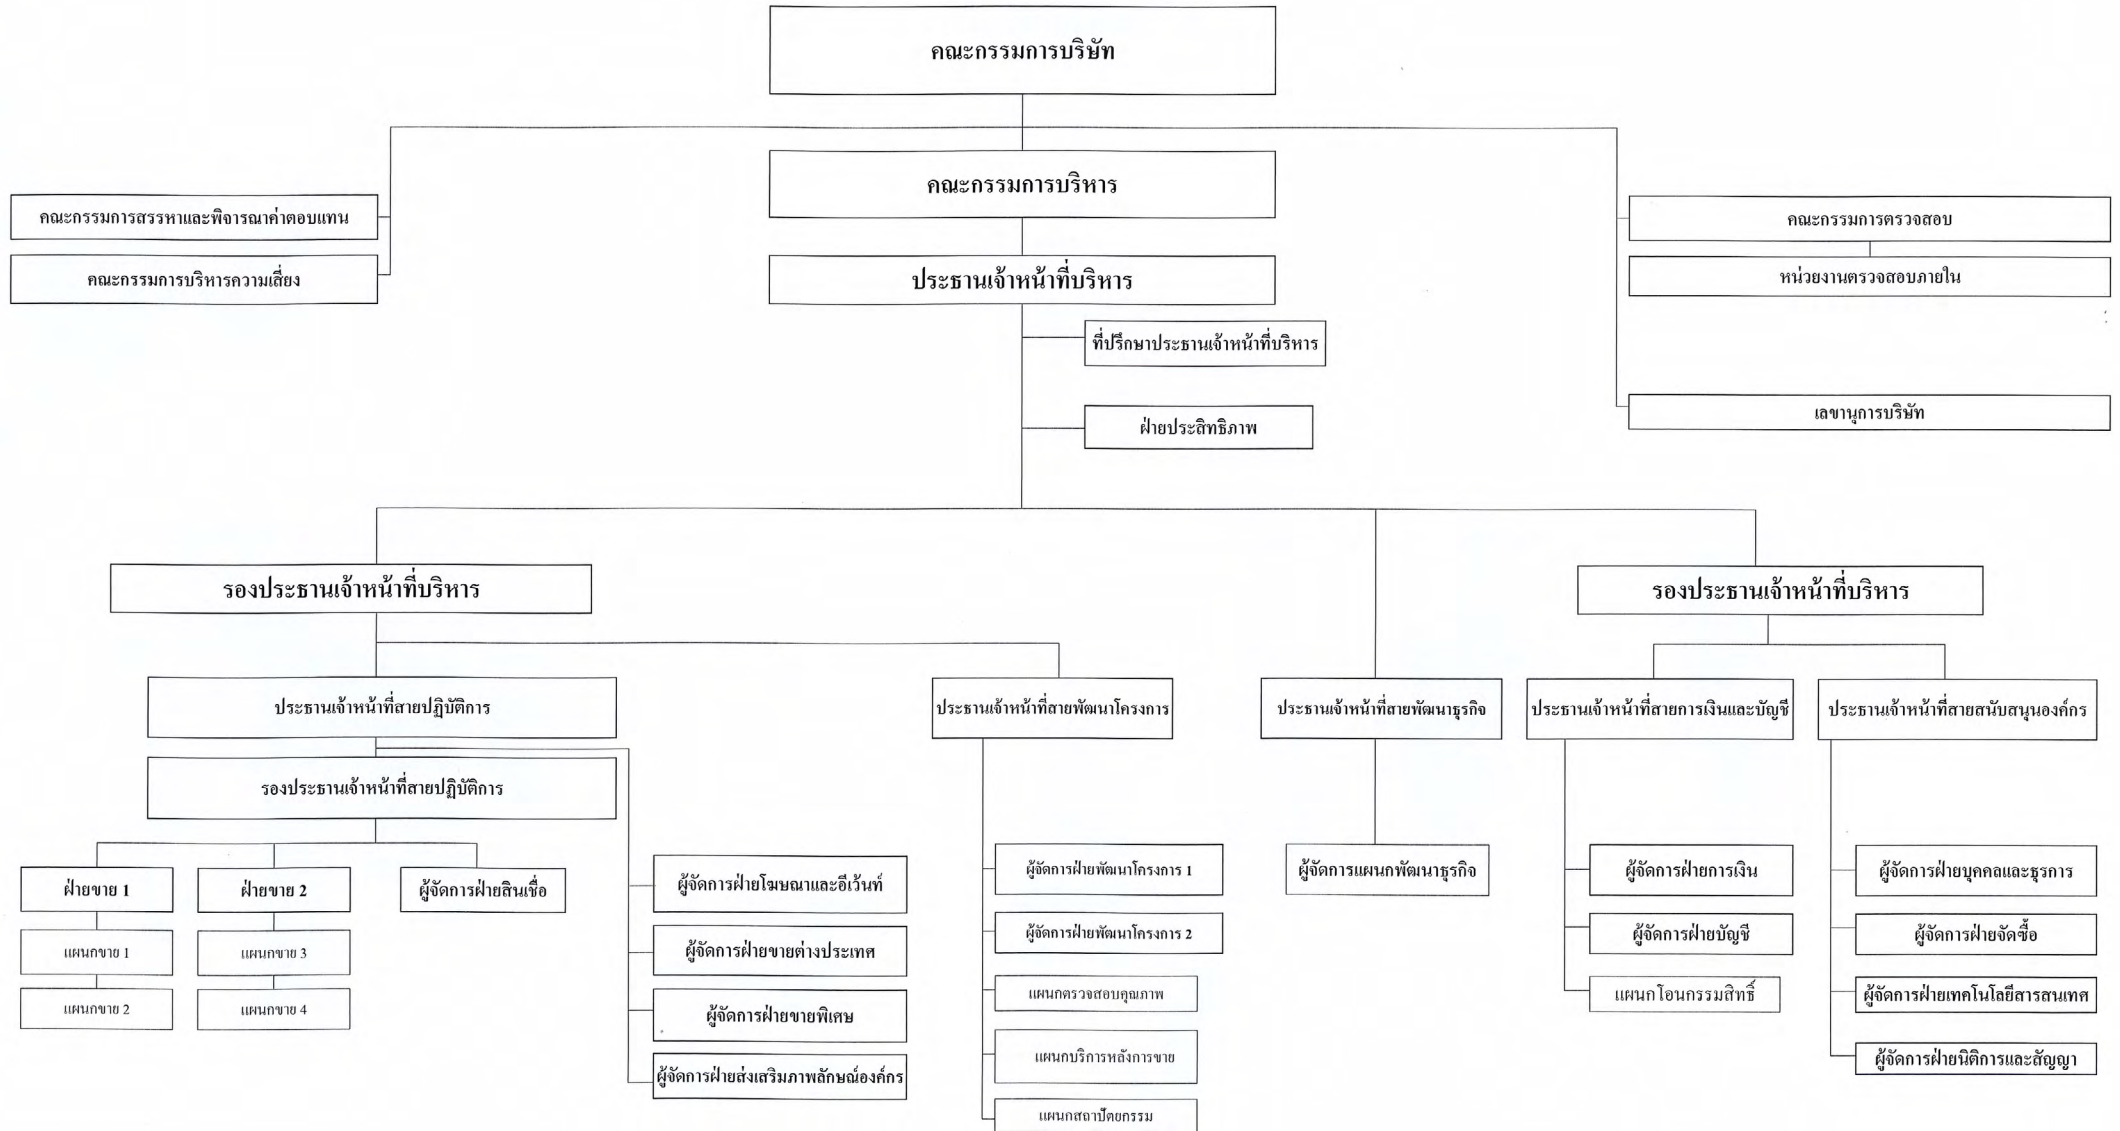 คณะกรรมการบริษัท
คณะกรรมการบริหาร
คณะกรรมการสรรหาและพิจารณาค่าตอบแทน
คณะกรรมการตรวจสอบ
คณะกรรมการบริหารความเสี่ยง
ประธานเจ้าหน้าที่บริหาร
หน่วยงานตรวจสอบภายใน
ที่ปรึกษาประธานเจ้าหน้าที่บริหาร
เลขานุการบริษัท
ฝ่ายประสิทธิภาพ
รองประธานเจ้าหน้าที่บริหาร
รองประธานเจ้าหน้าที่บริหาร
ประธานเจ้าหน้าที่สายปฏิบัติการ
ประธานเจ้าหน้าที่สายพัฒนาโครงการ
ประธานเจ้าหน้าที่สายพัฒนาธุรกิจ
ประธานเจ้าหน้าที่สายการเงินและบัญชี
ประธานเจ้าหน้าที่สายสนับสนุนองค์กร
รองประธานเจ้าหน้าที่สายปฏิบัติการ
ฝ่ายขาย 1
ฝ่ายขาย 2
ผู้จัดการฝ่ายสินเชื่อ
แผนกขาย 1
แผนกขาย 3
แผนกขาย 2
แผนกขาย 4
ผู้จัดการฝ่ายโฆษณาและอีเว้นท์
ผู้จัดการฝ่ายขายต่างประเทศ
ผู้จัดการฝ่ายขายพิเศษ
ผู้จัดการฝ่ายส่งเสริมภาพลักษณ์องค์กร
ผู้จัดการฝ่ายพัฒนาโครงการ 1
ผู้จัดการฝ่ายพัฒนาโครงการ 2
แผนกตรวจสอบคุณภาพ
แผนกบริการหลังการขาย
แผนกสถาปัตยกรรม
ผู้จัดการแผนกพัฒนาธุรกิจ
ผู้จัดการฝ่ายการเงิน
ผู้จัดการฝ่ายบัญชี
แผนกโอนกรรมสิทธิ์
ผู้จัดการฝ่ายบุคคลและธุรการ
ผู้จัดการฝ่ายจัดซื้อ
ผู้จัดการฝ่ายเทคโนโลยีสารสนเทศ
ผู้จัดการฝ่ายนิติการและสัญญา